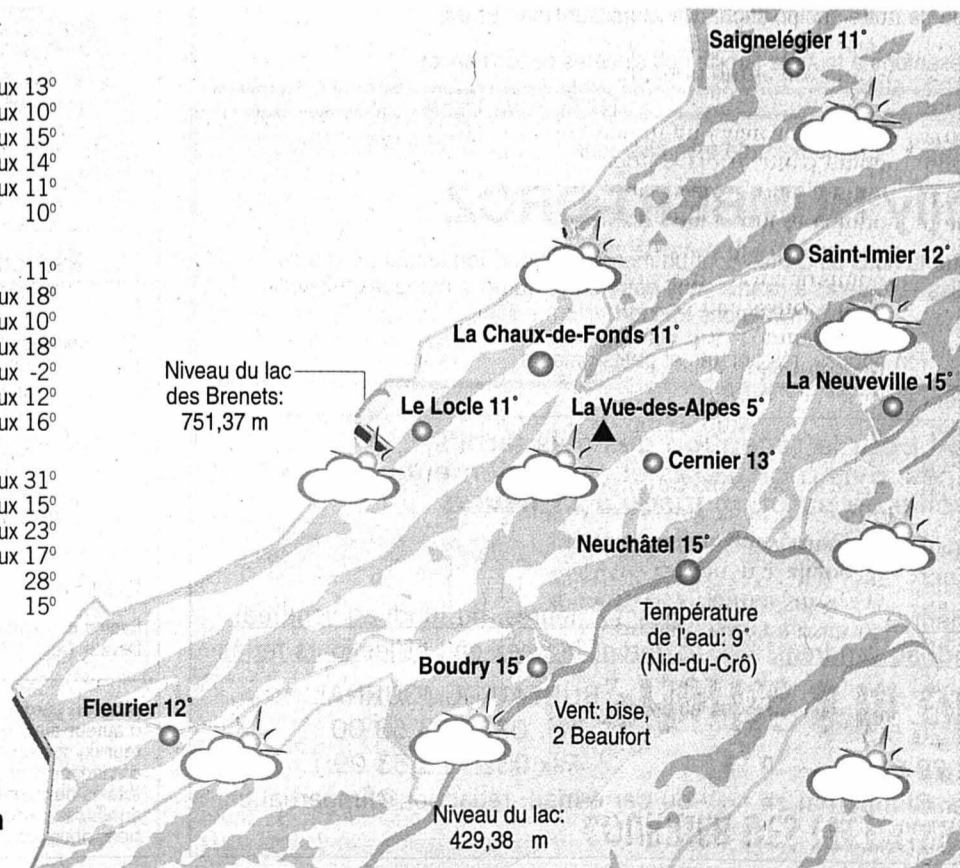 ux 13°
ux 10°
ux 15°
ux 14°
ux 11°
10°
11°
ux 18°
ux 10°
ux 18°
ux -2°
ux 12°
ux 16°
ux 31°
ux 15°
ux 23°
ux 17°
28°
15°
Saignelégier 11°
Saint-Imier 12°
La Chaux-de-Fonds 11°
La Neuveville 15°
Niveau du lac
des Brenets:
751,37 m
Le Locle 11°
La Vue-des-Alpes 5°
Cernier 13°
Neuchâtel 15°
Température
de l'eau: 9°
(Nid-du-Crô)
Boudry 15°
Fleurier 12°
Vent: bise,
2 Beaufort
Niveau du lac:
429,38 m